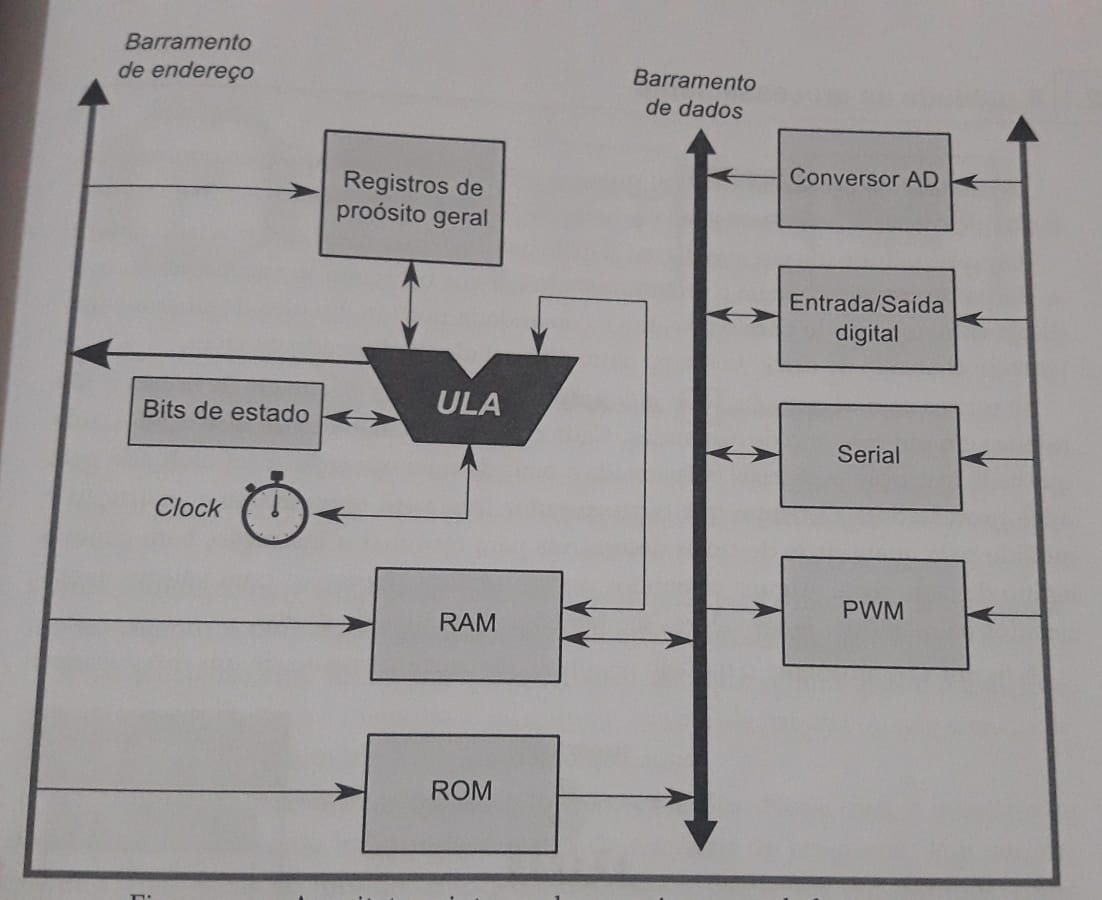 Barramento
de endereço
Barramento
de dados
Registros de
proósito geral
Conversor AD
Entrada/Saída
digital
ULA
Bits de estado
Serial
Clock
RAM
PWM
ROM